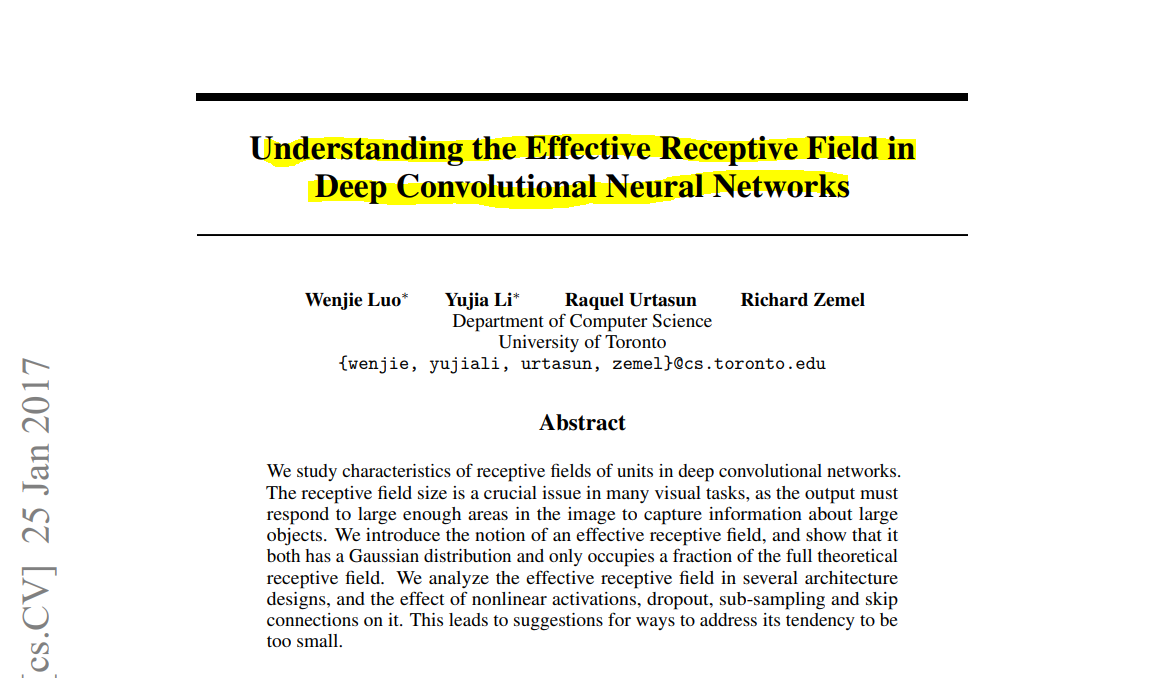 Understanding the Effective Receptive Field in
Deep Convolutional Neural Networks
Wenjie Luo* Yujia Li* Raquel Urtasun Richard Zemel
Department of Computer Science
University of Toronto
{wenjie, yujiali, urtasun, zemel}@cs.toronto.edu
Abstract
We study characteristics of receptive fields of units in deep convolutional networks.
The receptive field size is a crucial issue in many visual tasks, as the output must
respond to large enough areas in the image to capture information about large
objects. We introduce the notion of an effective receptive field, and show that it
both has a Gaussian distribution and only occupies a fraction of the full theoretical
receptive field. We analyze the effective receptive field in several architecture
designs, and the effect of nonlinear activations, dropout, sub-sampling and skip
connections on it. This leads to suggestions for ways to address its tendency to be
too small.
[cs.CV] 25 Jan 2017